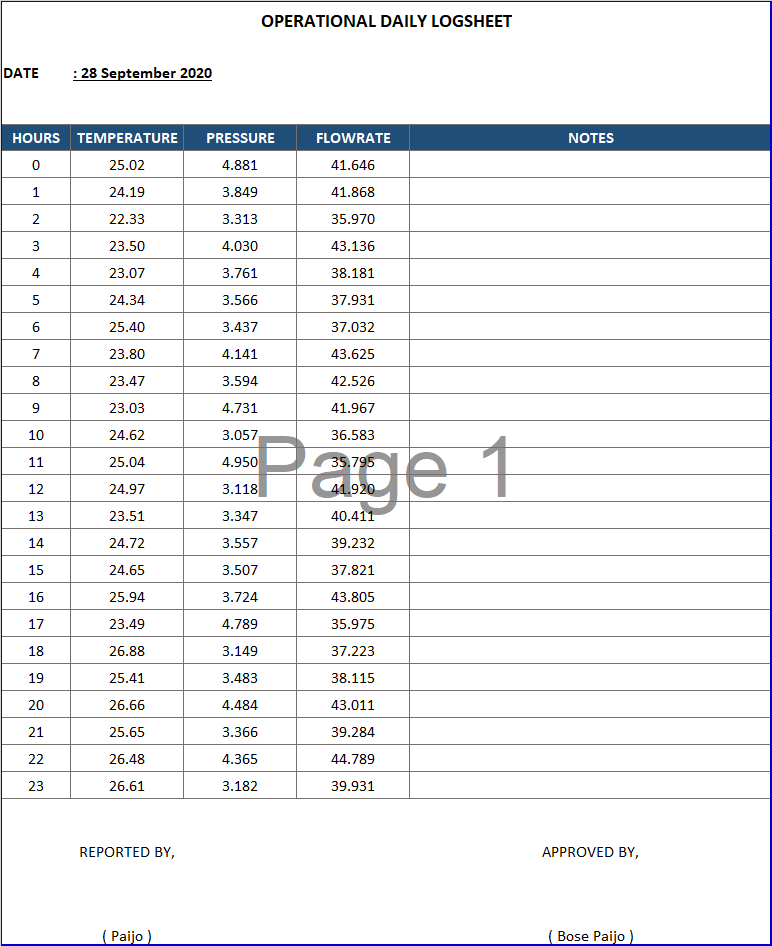 OPERATIONAL DAILY LOGSHEET
DATE : 28 September 2020
HOURS TEMPERATURE PRESSURE FLOWRATE NOTES
0 25.02 4.881 41.646
1 24.19 3.849 41.868
2 22.33 3.313 35.970
3 23.50 4.030 43.136
4 23.07 3.761 38.181
5 24.34 3.566 37.931
6 25.40 3.437 37.032
7 23.80 4.141 43.625
8 23.47 3.594 42.526
9 23.03 4.731 41.967
10 24.62 3.057 36.583
11 25.04 4.950 35.795
Page 1
12 24.97 3.118 41.920
13 23.51 3.347 40.411
14 24.72 3.557 39.232
15 24.65 3.507 37.821
16 25.94 3.724 43.805
17 23.49 4.789 35.975
18 26.88 3.149 37.223
19 25.41 3.483 38.115
20 26.66 4.484 43.011
21 25.65 3.366 39.284
22 26.48 4.365 44.789
23 26.61 3.182 39.931
REPORTED BY, APPROVED BY,
( Paijo ) ( Bose Paijo )